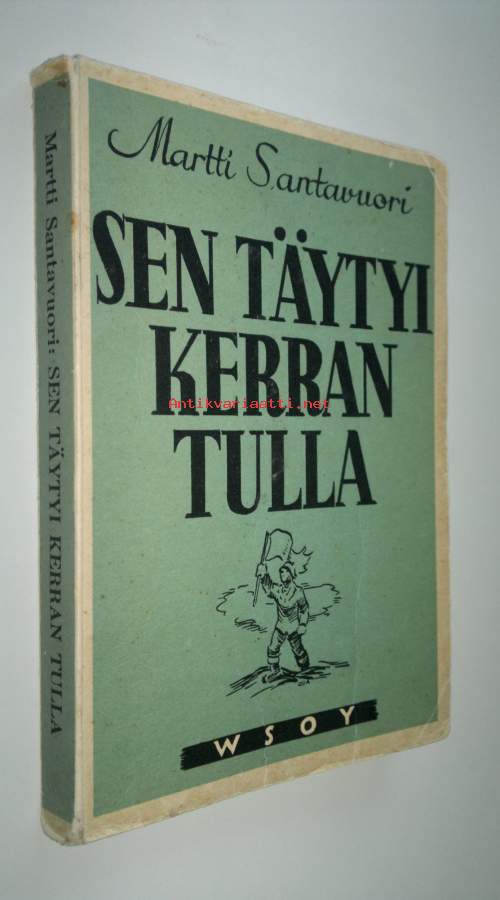 Martti Santavuori
SEN TÄYTYI
KERRAN
TULLA
Antikvariaatti.net
WSOY
Martti Santavuori: SEN TÄYTYI KERRAN TULLA